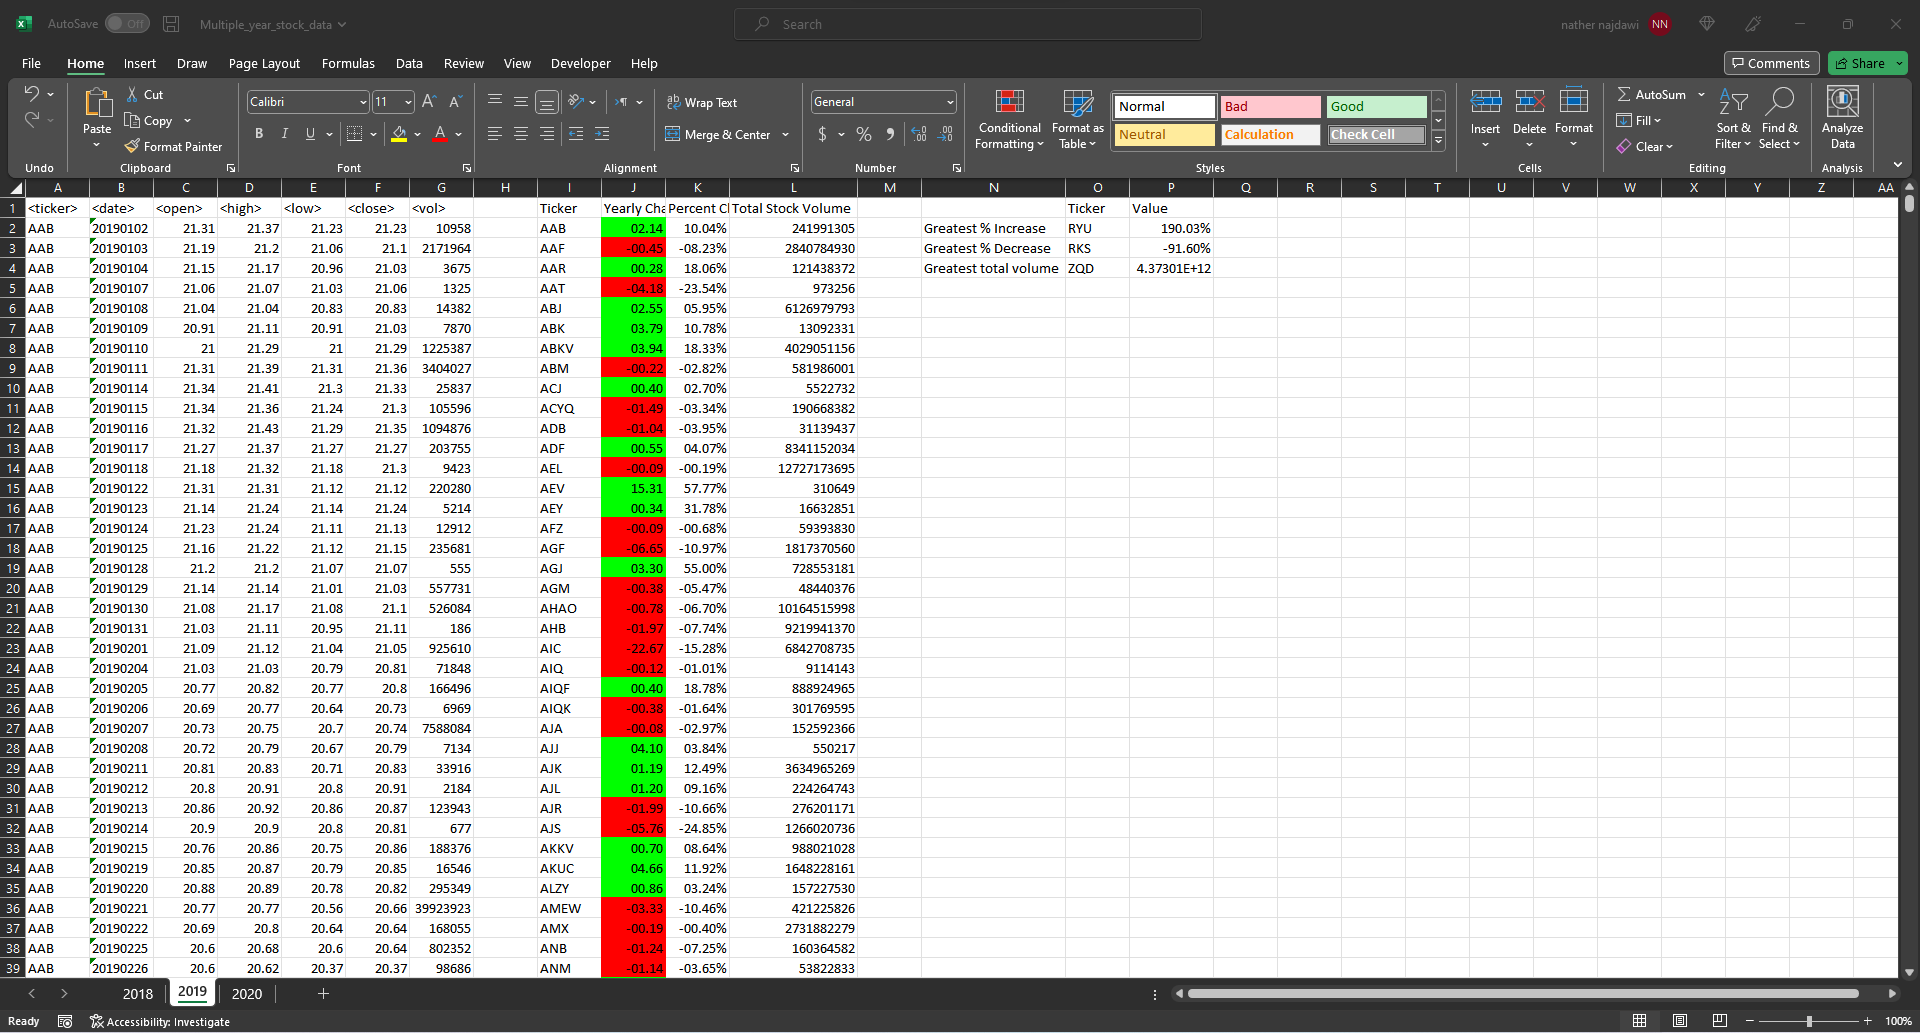 AutoSave Off Multiple_year_stock_data Search nather najdawi NN
File Home Insert Draw Page Layout Formulas Data Review View Developer Help Comments Share
Cut Calibri 11 Wrap Text General Normal Bad Good AutoSum
Paste Copy Conditional Formatting Format as Table Insert Delete Format Fill Sort & Filter Find & Select Analyze Data
Format Painter B I U Merge & Center $ % Neutral Calculation Check Cell Clear
Undo Clipboard Font Alignment Number Styles Cells Editing Analysis
A B C D E F G H I J K L M N O P Q R S T U V W X Y Z AA
1 <ticker> <date> <open> <high> <low> <close> <vol> Ticker Yearly Cha Percent Cl Total Stock Volume Ticker Value
2 AAB 20190102 21.31 21.37 21.23 21.23 10958 AAB 02.14 10.04% 241991305 Greatest % Increase RYU 190.03%
3 AAB 20190103 21.19 21.2 21.06 21.1 2171964 AAF -00.45 -08.23% 2840784930 Greatest % Decrease RKS -91.60%
4 AAB 20190104 21.15 21.17 20.96 21.03 3675 AAR 00.28 18.06% 121438372 Greatest total volume ZQD 4.37301E+12
5 AAB 20190107 21.06 21.07 21.03 21.06 1325 AAT -04.18 -23.54% 973256
6 AAB 20190108 21.04 21.04 20.83 20.83 14382 ABJ 02.55 05.95% 6126979793
7 AAB 20190109 20.91 21.11 20.91 21.03 7870 ABK 03.79 10.78% 13092331
8 AAB 20190110 21 21.29 21 21.29 1225387 ABKV 03.94 18.33% 4029051156
9 AAB 20190111 21.31 21.39 21.31 21.36 3404027 ABM -00.22 -02.82% 581986001
10 AAB 20190114 21.34 21.41 21.3 21.33 25837 ACJ 00.40 02.70% 5522732
11 AAB 20190115 21.34 21.36 21.24 21.3 105596 ACYQ -01.49 -03.34% 190668382
12 AAB 20190116 21.32 21.43 21.29 21.35 1094876 ADB -01.04 -03.95% 31139437
13 AAB 20190117 21.27 21.37 21.27 21.27 203755 ADF 00.55 04.07% 8341152034
14 AAB 20190118 21.18 21.32 21.18 21.3 9423 AEL -00.09 -00.19% 12727173695
15 AAB 20190122 21.31 21.31 21.12 21.12 220280 AEV 15.31 57.77% 310649
16 AAB 20190123 21.14 21.24 21.14 21.24 5214 AEY 00.34 31.78% 16632851
17 AAB 20190124 21.23 21.24 21.11 21.13 12912 AFZ -00.09 -00.68% 59393830
18 AAB 20190125 21.16 21.22 21.12 21.15 235681 AGF -06.65 -10.97% 1817370560
19 AAB 20190128 21.2 21.2 21.07 21.07 555 AGJ 03.30 55.00% 728553181
20 AAB 20190129 21.14 21.14 21.01 21.03 557731 AGM -00.38 -05.47% 48440376
21 AAB 20190130 21.08 21.17 21.08 21.1 526084 AHAO -00.78 -06.70% 10164515998
22 AAB 20190131 21.03 21.11 20.95 21.11 186 AHB -01.97 -07.74% 9219941370
23 AAB 20190201 21.09 21.12 21.04 21.05 925610 AIC -22.67 -15.28% 6842708735
24 AAB 20190204 21.03 21.03 20.79 20.81 71848 AIQ -00.12 -01.01% 9114143
25 AAB 20190205 20.77 20.82 20.77 20.8 166496 AIQF 00.40 18.78% 888924965
26 AAB 20190206 20.69 20.77 20.64 20.73 6969 AIQK -00.38 -01.64% 301769595
27 AAB 20190207 20.73 20.75 20.7 20.74 7588084 AJA -00.08 -02.97% 152592366
28 AAB 20190208 20.72 20.79 20.67 20.79 7134 AJJ 04.10 03.84% 550217
29 AAB 20190211 20.81 20.83 20.71 20.83 33916 AJK 01.19 12.49% 3634965269
30 AAB 20190212 20.8 20.91 20.8 20.91 2184 AJL 01.20 09.16% 224264743
31 AAB 20190213 20.86 20.92 20.86 20.87 123943 AJR -01.99 -10.66% 276201171
32 AAB 20190214 20.9 20.9 20.8 20.81 677 AJS -05.76 -24.85% 1266020736
33 AAB 20190215 20.76 20.86 20.75 20.86 188376 AKKV 00.70 08.64% 988021028
34 AAB 20190219 20.85 20.87 20.79 20.85 16546 AKUC 04.66 11.92% 1648228161
35 AAB 20190220 20.88 20.89 20.78 20.82 295349 ALZY 00.86 03.24% 157227530
36 AAB 20190221 20.77 20.77 20.56 20.66 39923923 AMEW -03.33 -10.46% 421225826
37 AAB 20190222 20.69 20.8 20.64 20.64 168055 AMX -00.19 -00.40% 2731882279
38 AAB 20190225 20.6 20.68 20.6 20.64 802352 ANB -01.24 -07.25% 160364582
39 AAB 20190226 20.6 20.62 20.37 20.37 98686 ANM -01.14 -03.65% 53822833
2018 2019 2020
Ready Accessibility: Investigate 100%